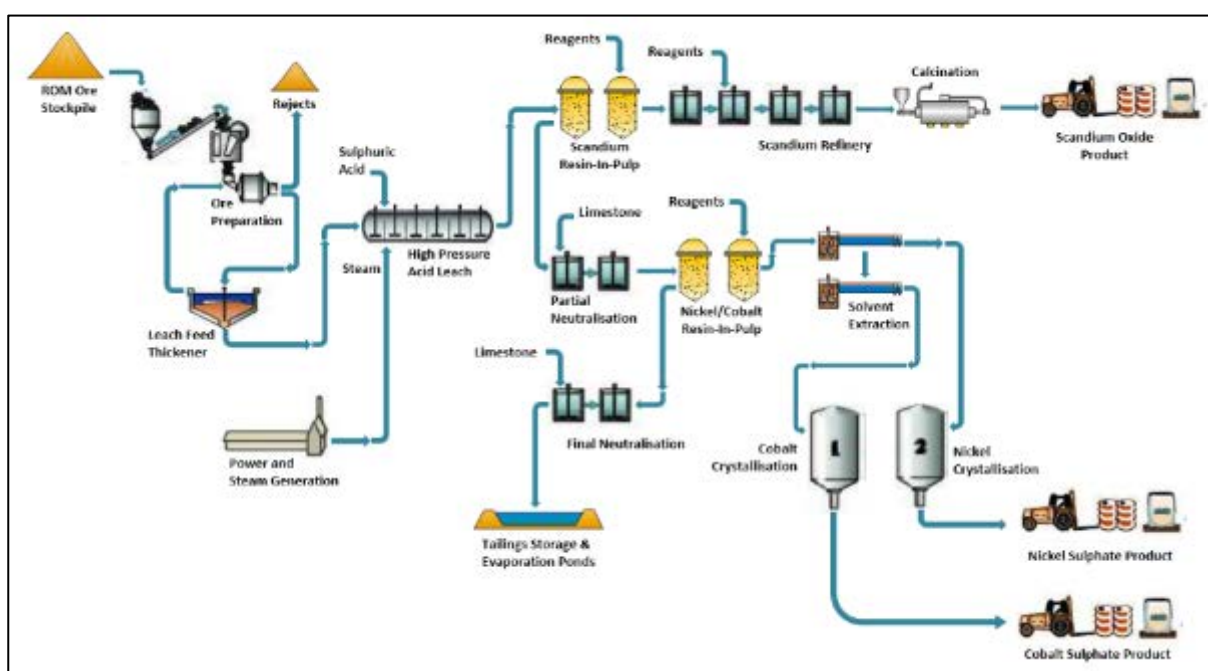 ROM Ore
Stockpile
Rejects
Ore
Preparation
Leach Feed
Thickener
Power and
Steam Generation
Sulphuric
Acid
Steam
High Pressure
Acid Leach
Reagents
Scandium
Resin-In-Pulp
Reagents
Scandium Refinery
Calcination
Scandium Oxide
Product
Limestone
Partial
Neutralisation
Reagents
Nickel/Cobalt
Resin-In-Pulp
Solvent
Extraction
Limestone
Final Neutralisation
Tailings Storage &
Evaporation Ponds
Cobalt
Crystallisation
1
2
Nickel
Crystallisation
Nickel Sulphate Product
Cobalt Sulphate Product